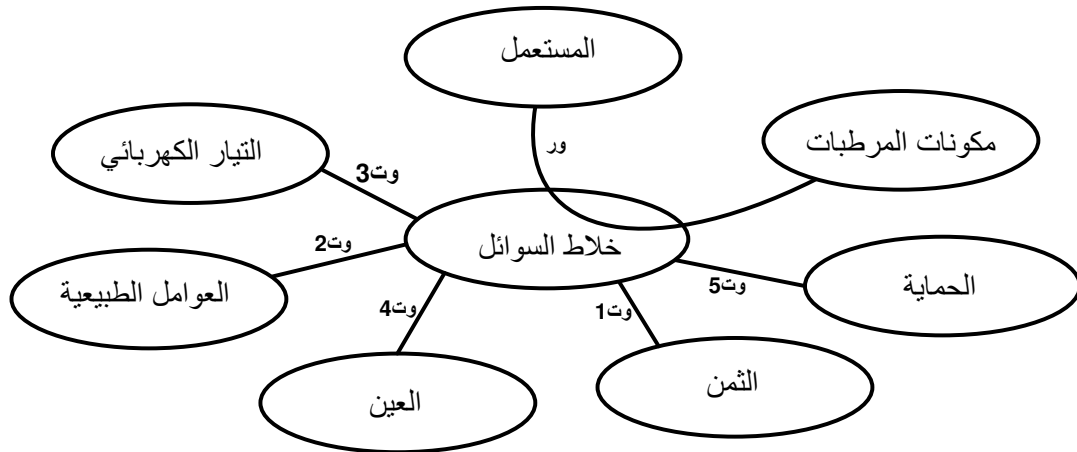 المستعمل
مكونات المرطبات
ور
التيار الكهربائي
وت3
خلاط السوائل
وت2
العوامل الطبيعية
وت5
الحماية
وت4
وت1
الثمن
العين